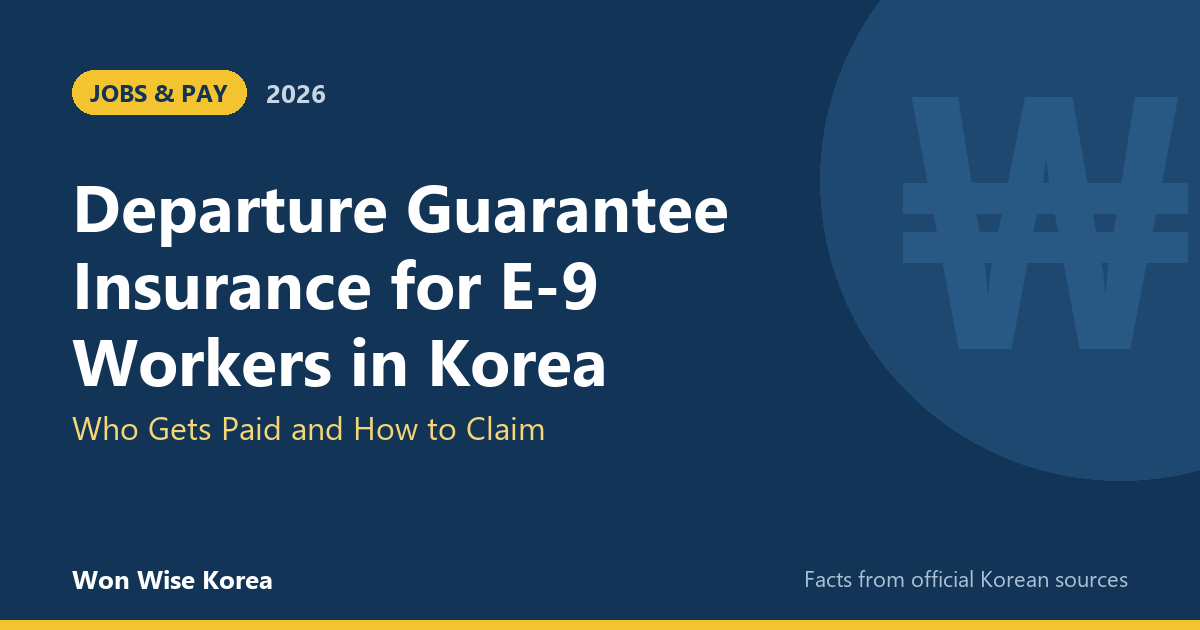 JOBS & PAY 2026
Departure Guarantee
Insurance for E-9
Workers in Korea
Who Gets Paid and How to Claim
Won Wise Korea
Facts from official Korean sources
₩